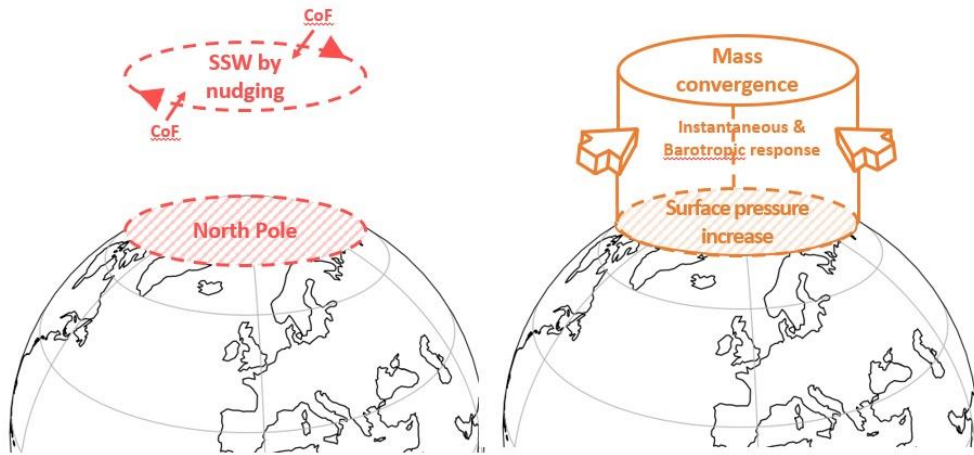 CoF
SSW by
nudging
CoF
North Pole
Mass
convergence
Instantaneous &
Barotropic response
Surface pressure
increase